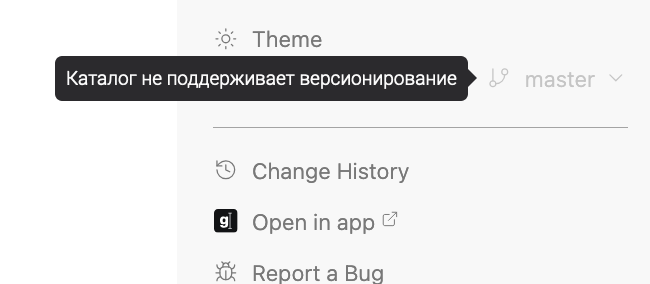 Theme
Каталог не поддерживает версионирование
master
Change History
g
Open in app
Report a Bug